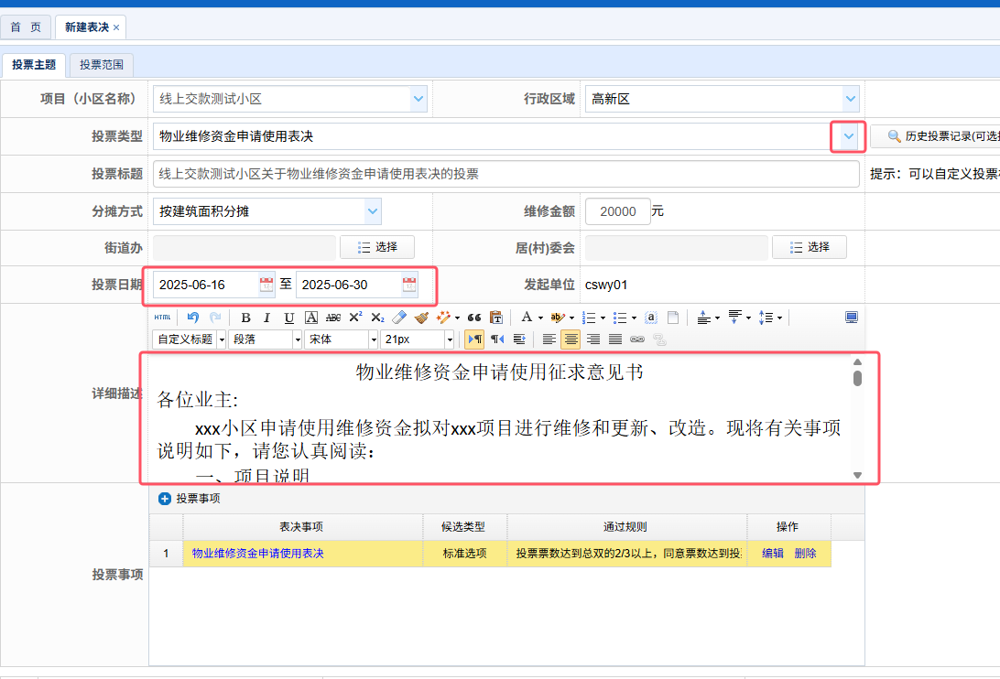 首 页 新建表决 ×
投票主题 投票范围
项目（小区名称） 线上交款测试小区 行政区域 高新区
投票类型 物业维修资金申请使用表决 历史投票记录(可选
投票标题 线上交款测试小区关于物业维修资金申请使用表决的投票 提示：可以自定义投票
分摊方式 按建筑面积分摊 维修金额 20000 元
街道办 选择 居(村)委会 选择
投票日期 2025-06-16 至 2025-06-30 发起单位 cswy01
HTML B I U A ABC X² X₂ A ab a
自定义标题 段落 宋体 21px
详细描述
物业维修资金申请使用征求意见书
各位业主:
xxx小区申请使用维修资金拟对xxx项目进行维修和更新、改造。现将有关事项
说明如下，请您认真阅读：
一、项目说明
投票事项
投票事项
表决事项 候选类型 通过规则 操作
1 物业维修资金申请使用表决 标准选项 投票票数达到总双的2/3以上，同意票数达到投 编辑 删除